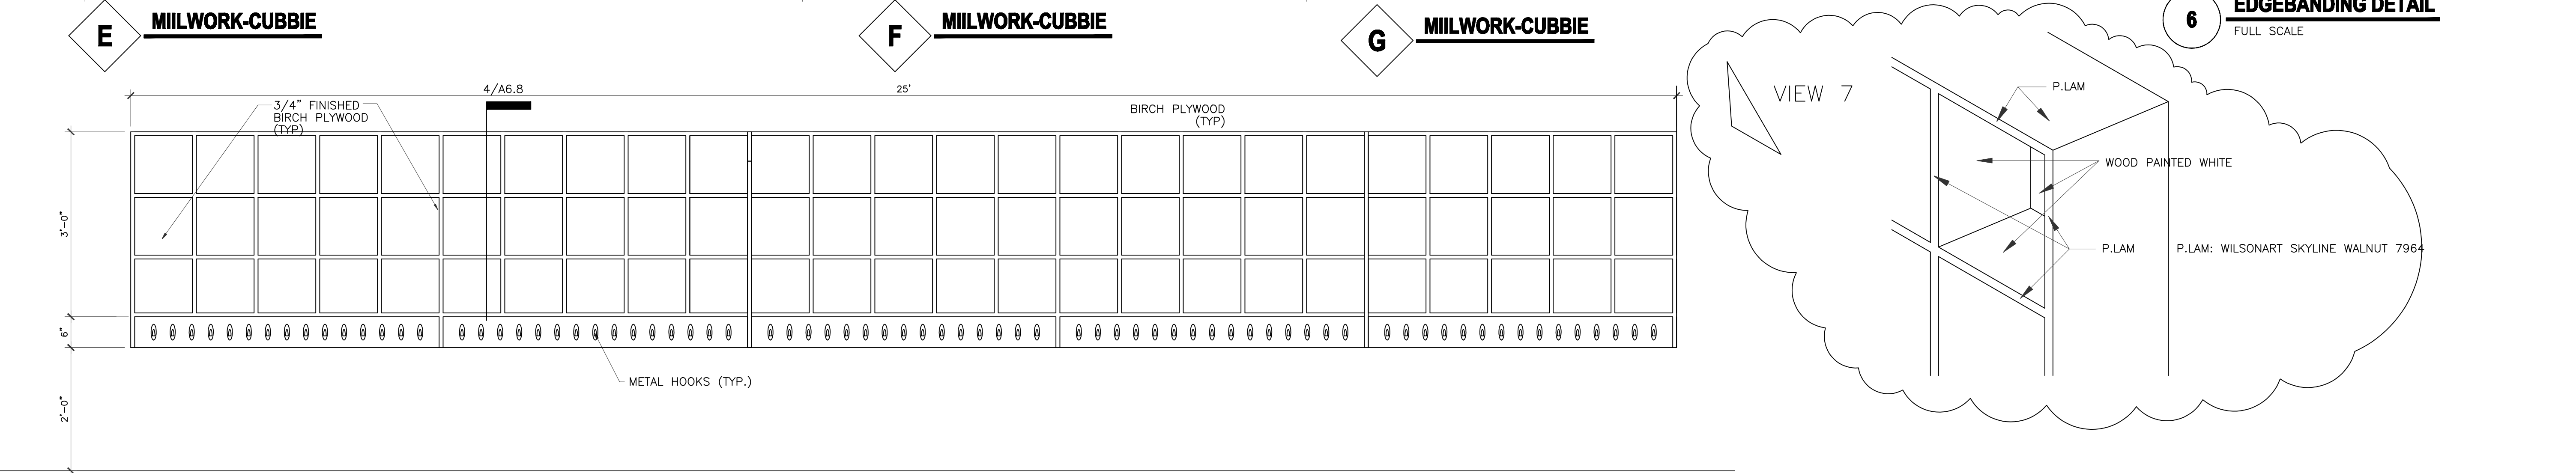 E
MIILWORK-CUBBIE
F
MIILWORK-CUBBIE
G
MIILWORK-CUBBIE
6
EDGEBANDING DETAIL
FULL SCALE
4/A6.8
25'
3/4" FINISHED
BIRCH PLYWOOD
(TYP)
BIRCH PLYWOOD
(TYP)
3'-0"
6"
2'-0"
METAL HOOKS (TYP.)
VIEW 7
P.LAM
WOOD PAINTED WHITE
P.LAM
P.LAM: WILSONART SKYLINE WALNUT 7964